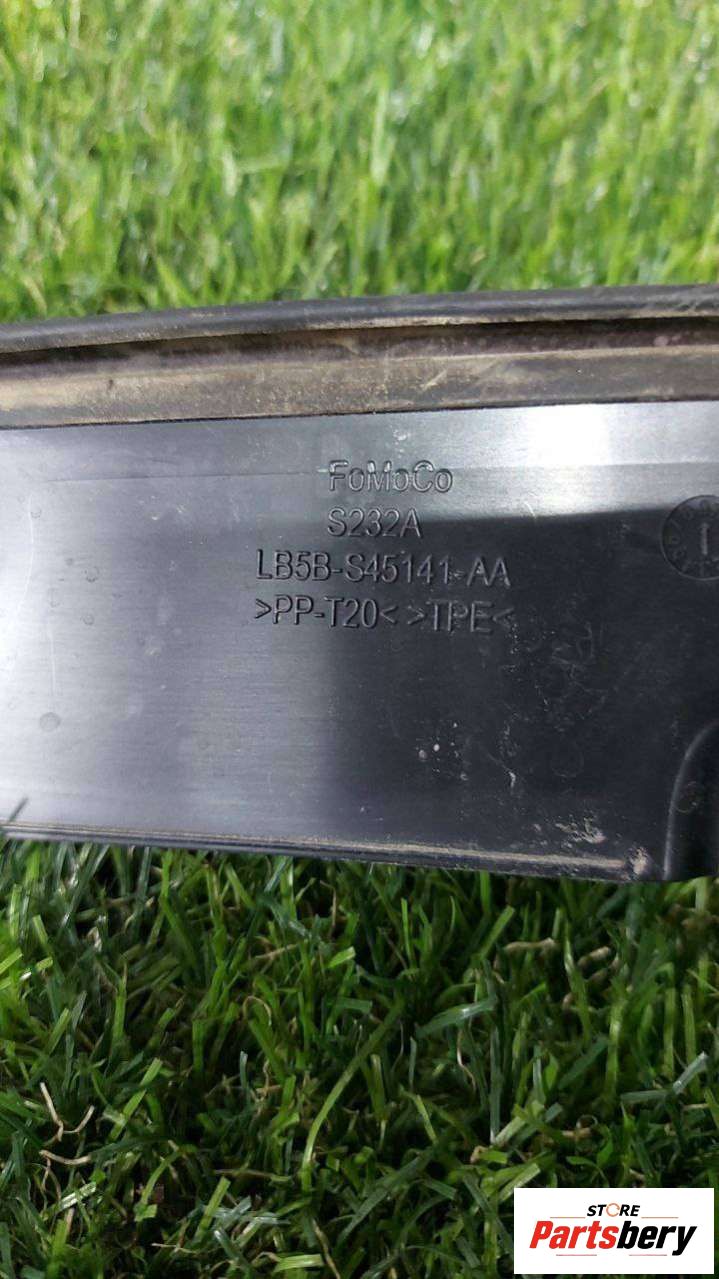 FoMoCo
S232A
LB5B-S45141-AA
>PP-T20< >TPE<
STORE
Partsbery